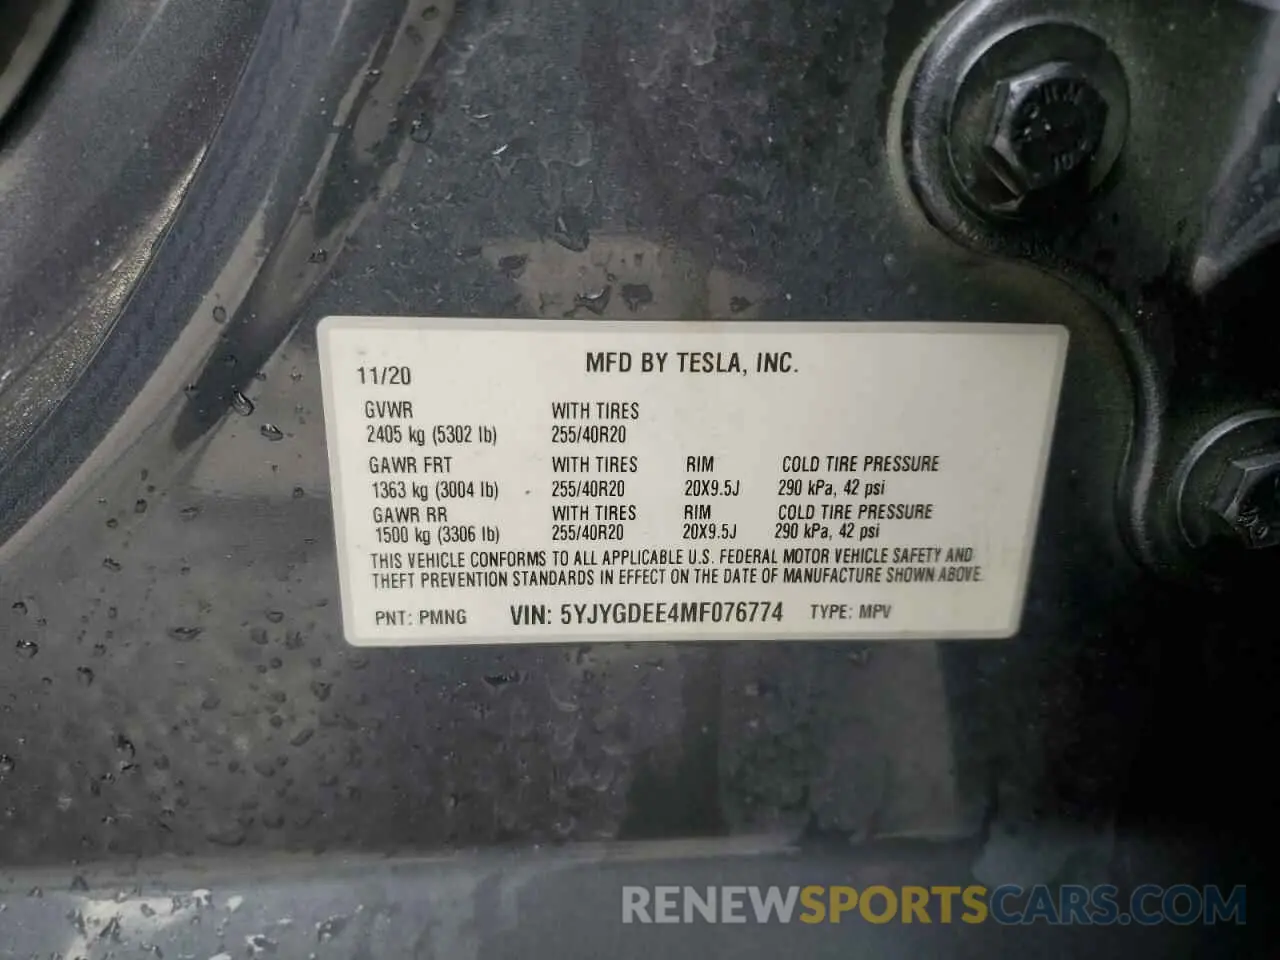 MFD BY TESLA, INC.
11/20
GVWR WITH TIRES
2405 kg (5302 lb) 255/40R20
GAWR FRT WITH TIRES RIM COLD TIRE PRESSURE
1363 kg (3004 lb) 255/40R20 20X9.5J 290 kPa, 42 psi
GAWR RR WITH TIRES RIM COLD TIRE PRESSURE
1500 kg (3306 lb) 255/40R20 20X9.5J 290 kPa, 42 psi
THIS VEHICLE CONFORMS TO ALL APPLICABLE U.S. FEDERAL MOTOR VEHICLE SAFETY AND
THEFT PREVENTION STANDARDS IN EFFECT ON THE DATE OF MANUFACTURE SHOWN ABOVE.
PNT: PMNG VIN: 5YJYGDEE4MF076774 TYPE: MPV
RENEWSPORTSCARS.COM